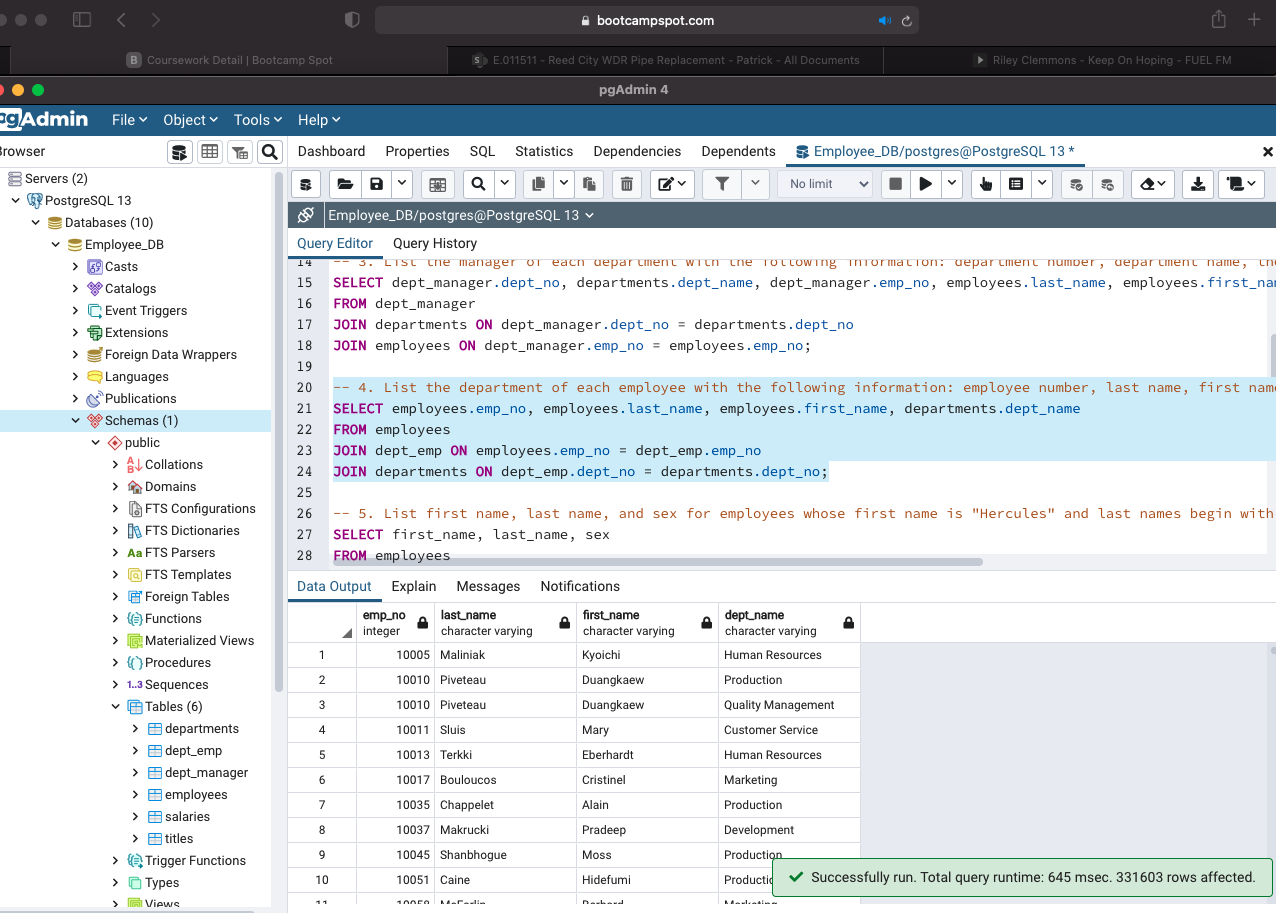 bootcampspot.com
B Coursework Detail | Bootcamp Spot
S E.011511 - Reed City WDR Pipe Replacement - Patrick - All Documents
Riley Clemmons - Keep On Hoping - FUEL FM
pgAdmin 4
pgAdmin File Object Tools Help
Browser
Dashboard Properties SQL Statistics Dependencies Dependents Employee_DB/postgres@PostgreSQL 13 *
No limit
Employee_DB/postgres@PostgreSQL 13
Query Editor Query History
Servers (2)
PostgreSQL 13
Databases (10)
Employee_DB
Casts
Catalogs
Event Triggers
Extensions
Foreign Data Wrappers
Languages
Publications
Schemas (1)
public
Collations
Domains
FTS Configurations
FTS Dictionaries
Aa FTS Parsers
FTS Templates
Foreign Tables
Functions
Materialized Views
Procedures
1..3 Sequences
Tables (6)
departments
dept_emp
dept_manager
employees
salaries
titles
Trigger Functions
Types
Views
14 -- 3. List the manager of each department with the following information: department number, department name, the
15 SELECT dept_manager.dept_no, departments.dept_name, dept_manager.emp_no, employees.last_name, employees.first_nam
16 FROM dept_manager
17 JOIN departments ON dept_manager.dept_no = departments.dept_no
18 JOIN employees ON dept_manager.emp_no = employees.emp_no;
19
20 -- 4. List the department of each employee with the following information: employee number, last name, first name
21 SELECT employees.emp_no, employees.last_name, employees.first_name, departments.dept_name
22 FROM employees
23 JOIN dept_emp ON employees.emp_no = dept_emp.emp_no
24 JOIN departments ON dept_emp.dept_no = departments.dept_no;
25
26 -- 5. List first name, last name, and sex for employees whose first name is "Hercules" and last names begin with
27 SELECT first_name, last_name, sex
28 FROM employees
Data Output Explain Messages Notifications
emp_no last_name first_name dept_name
integer character varying character varying character varying
1 10005 Maliniak Kyoichi Human Resources
2 10010 Piveteau Duangkaew Production
3 10010 Piveteau Duangkaew Quality Management
4 10011 Sluis Mary Customer Service
5 10013 Terkki Eberhardt Human Resources
6 10017 Bouloucos Cristinel Marketing
7 10035 Chappelet Alain Production
8 10037 Makrucki Pradeep Development
9 10045 Shanbhogue Moss Production
10 10051 Caine Hidefumi Productio
Successfully run. Total query runtime: 645 msec. 331603 rows affected.